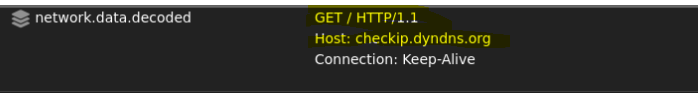 network.data.decoded GET / HTTP/1.1
Host: checkip.dyndns.org
Connection: Keep-Alive